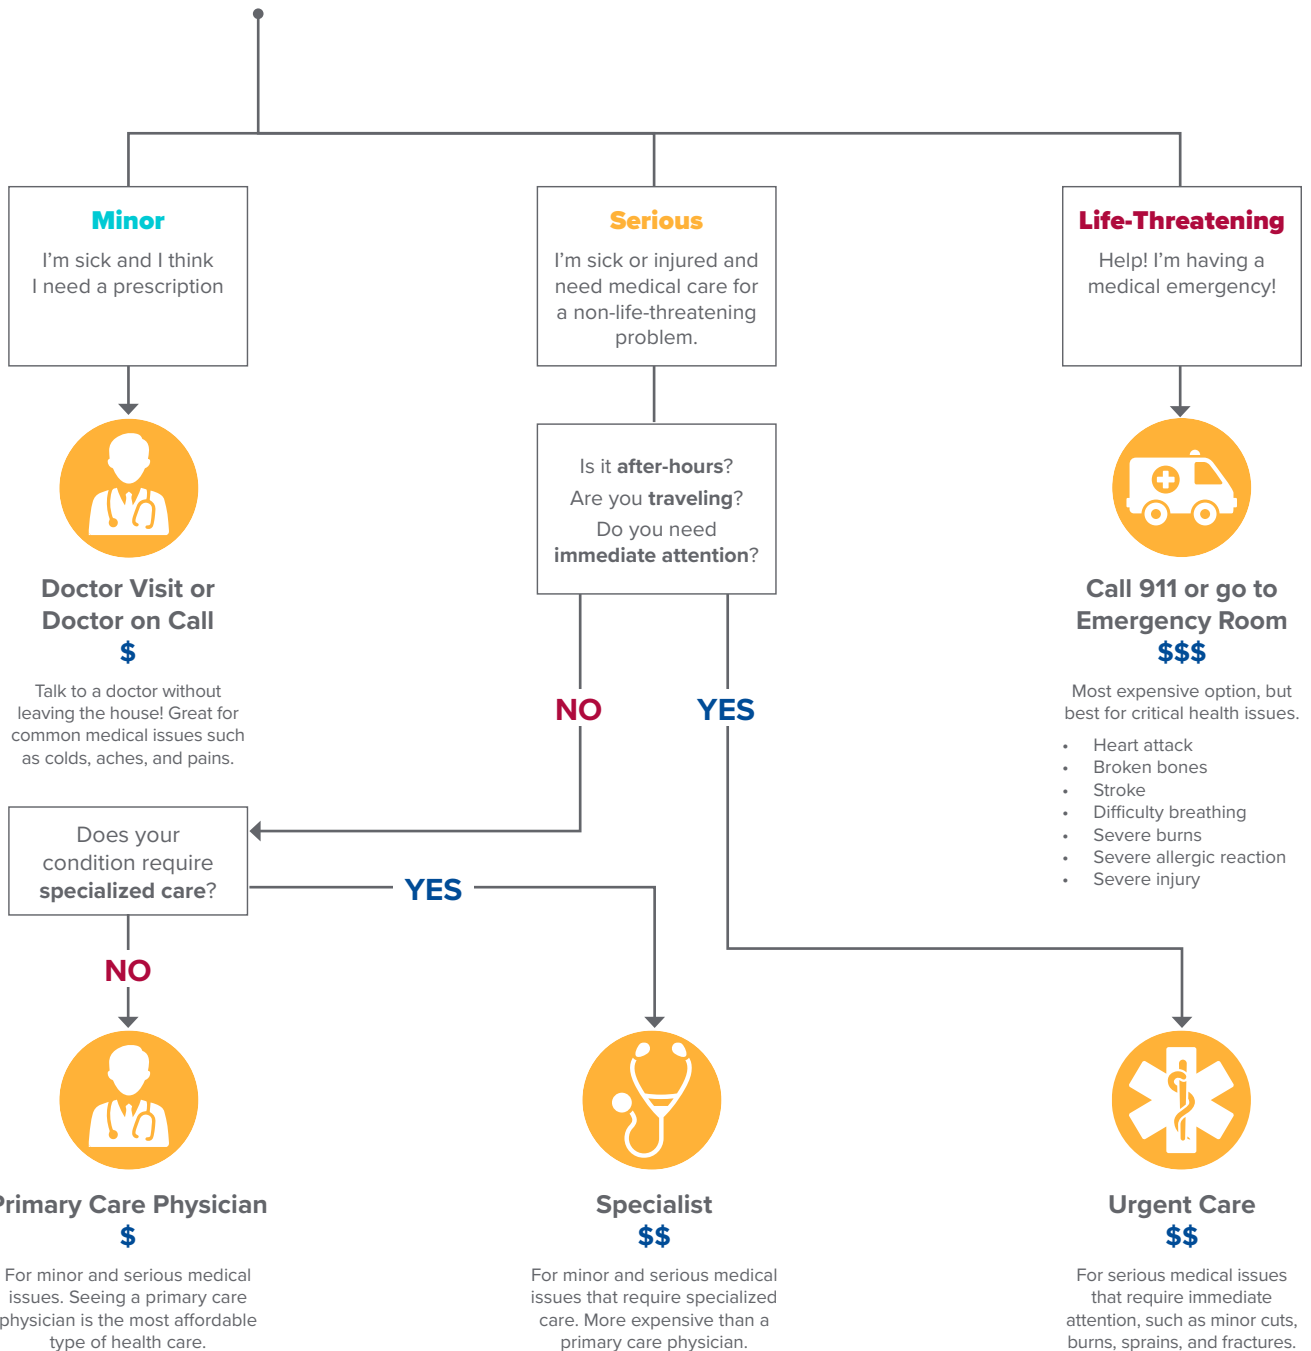 Minor
I'm sick and I think
I need a prescription
Serious
I'm sick or injured and
need medical care for
a non-life-threatening
problem.
Life-Threatening
Help! I'm having a
medical emergency!
Is it after-hours?
Are you traveling?
Do you need
immediate attention?
Doctor Visit or
Doctor on Call
$
Talk to a doctor without
leaving the house! Great for
common medical issues such
as colds, aches, and pains.
Call 911 or go to
Emergency Room
$$$
Most expensive option, but
best for critical health issues.
• Heart attack
• Broken bones
• Stroke
• Difficulty breathing
• Severe burns
• Severe allergic reaction
• Severe injury
NO
YES
Does your
condition require
specialized care?
YES
NO
Primary Care Physician
$
For minor and serious medical
issues. Seeing a primary care
physician is the most affordable
type of health care.
Specialist
$$
For minor and serious medical
issues that require specialized
care. More expensive than a
primary care physician.
Urgent Care
$$
For serious medical issues
that require immediate
attention, such as minor cuts,
burns, sprains, and fractures.